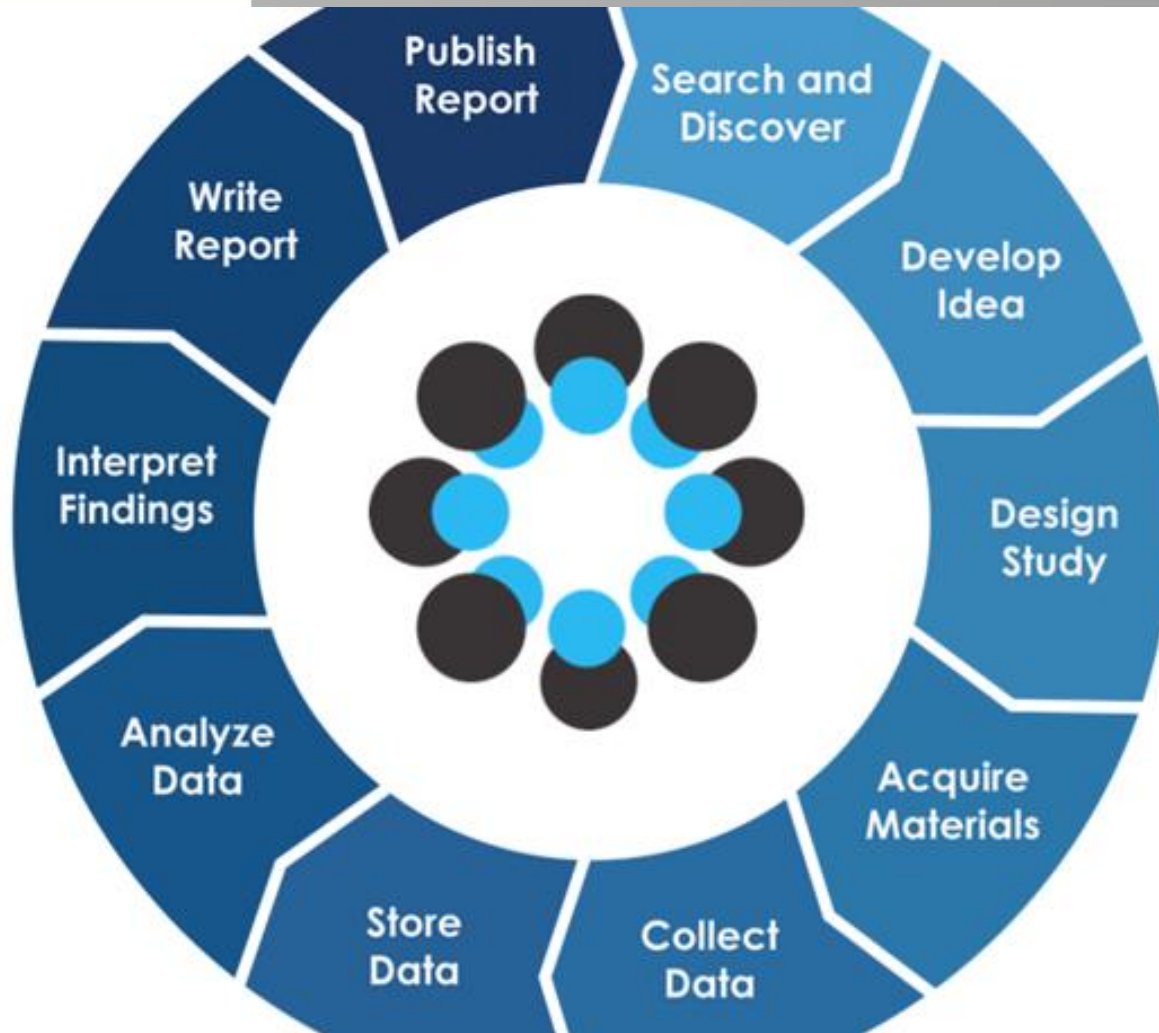 Publish
Report
Search and
Discover
Develop
Idea
Design
Study
Acquire
Materials
Collect
Data
Store
Data
Analyze
Data
Interpret
Findings
Write
Report